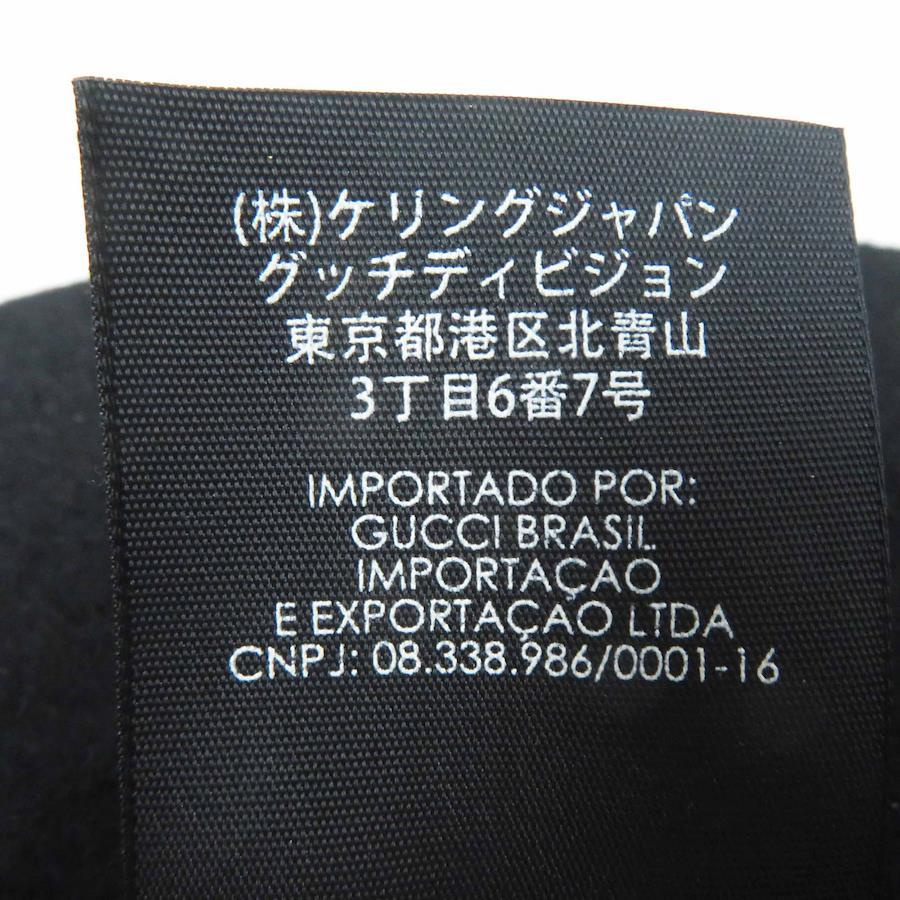 (株)ケリングジャパン
グッチディビジョン
東京都港区北青山
3丁目6番7号
IMPORTADO POR:
GUCCI BRASIL
IMPORTAÇAO
E EXPORTAÇAO LTDA
CNPJ: 08.338.986/0001-16